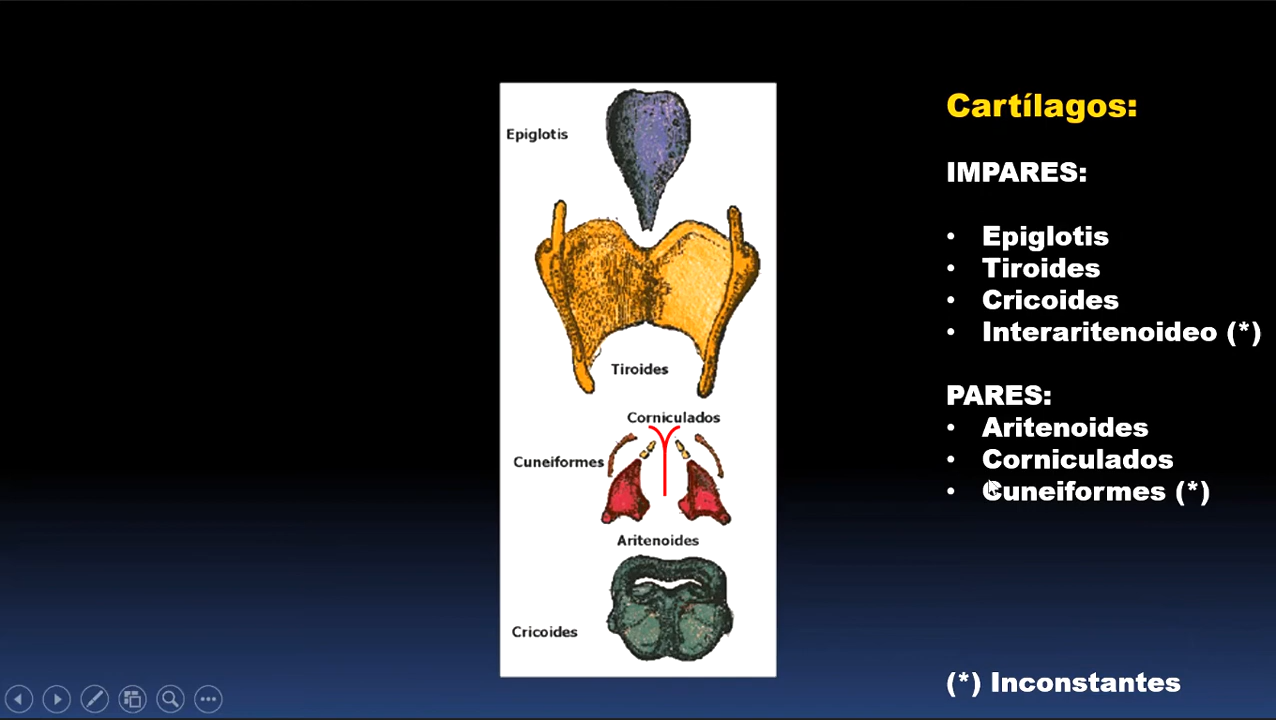 Epiglotis
Tiroides
Corniculados
Cuneiformes
Aritenoides
Cricoides
Cartílagos:
IMPARES:
• Epiglotis
• Tiroides
• Cricoides
• Interaritenoideo (*)
PARES:
• Aritenoides
• Corniculados
• Cuneiformes (*)
(*) Inconstantes